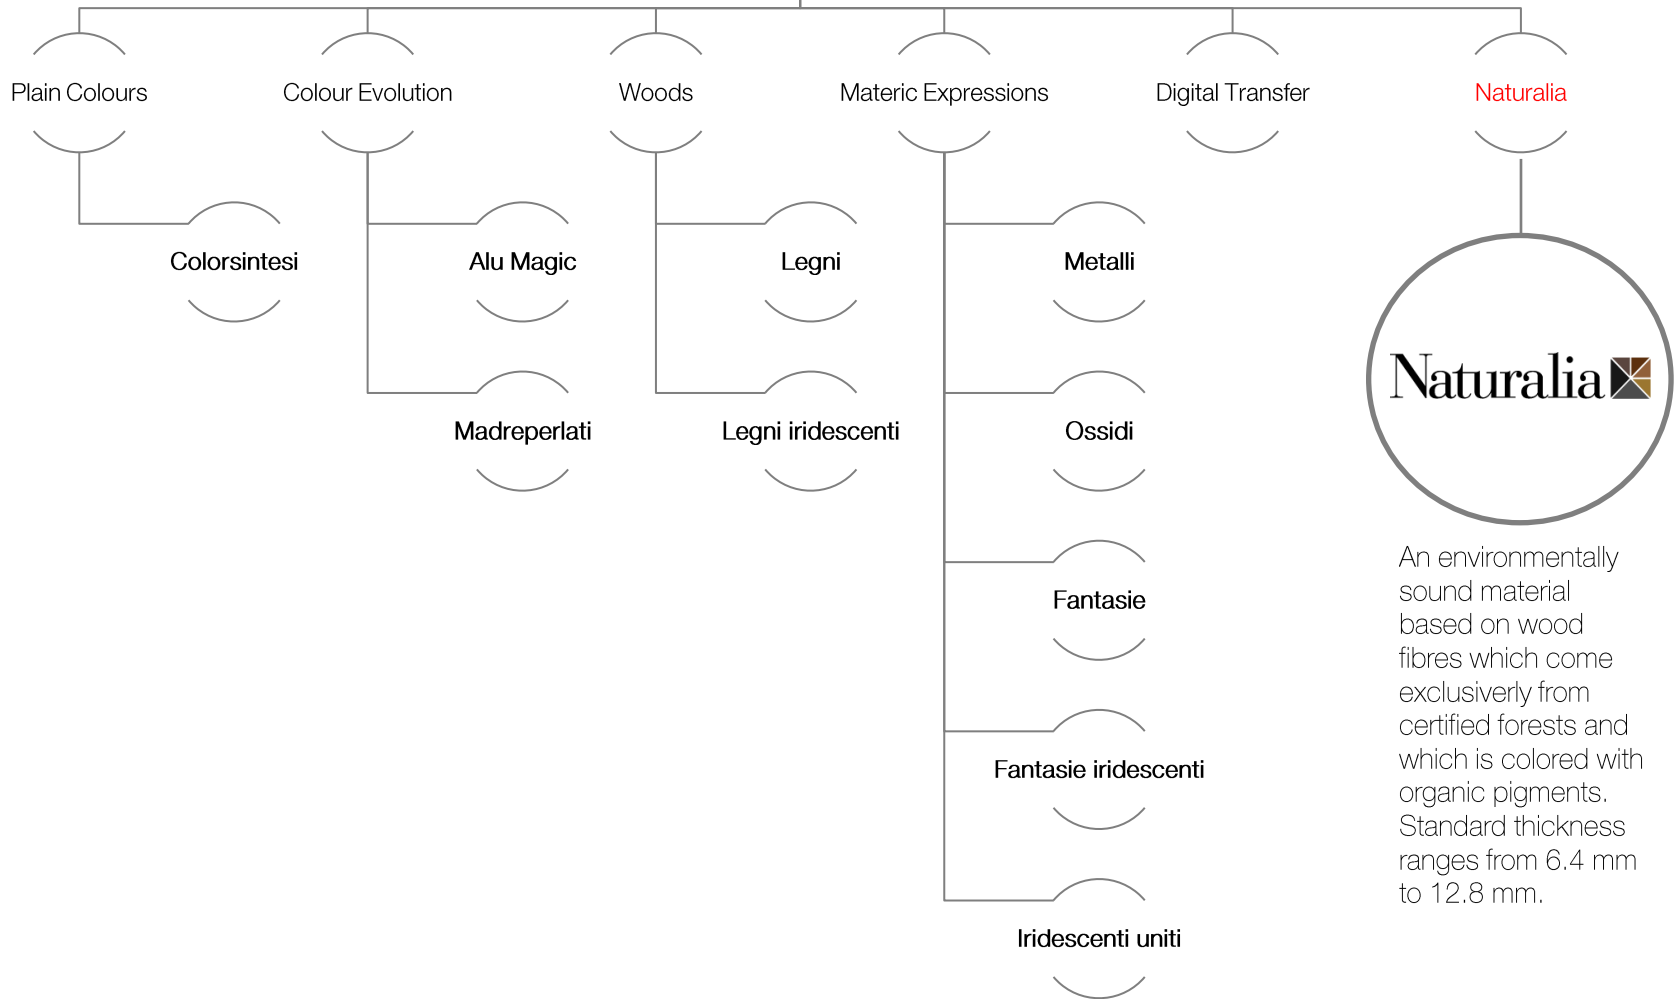 Plain Colours
Colour Evolution
Woods
Materic Expressions
Digital Transfer
Naturalia
Colorsintesi
Alu Magic
Legni
Metalli
Madreperlati
Legni iridescenti
Ossidi
Fantasie
Fantasie iridescenti
Iridescenti uniti
Naturalia
An environmentally
sound material
based on wood
fibres which come
exclusiverly from
certified forests and
which is colored with
organic pigments.
Standard thickness
ranges from 6.4 mm
to 12.8 mm.